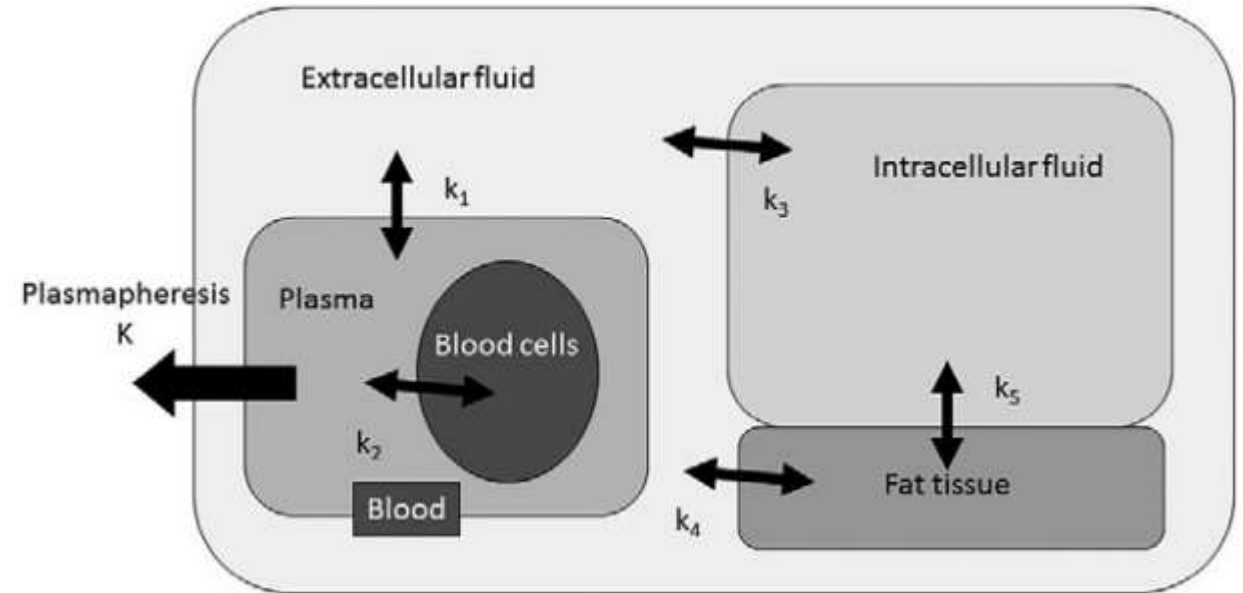 Extracellular fluid
k₁
Intracellular fluid
k₃
Plasmapheresis
K
Plasma
Blood cells
k₂
Blood
k₅
Fat tissue
k₄